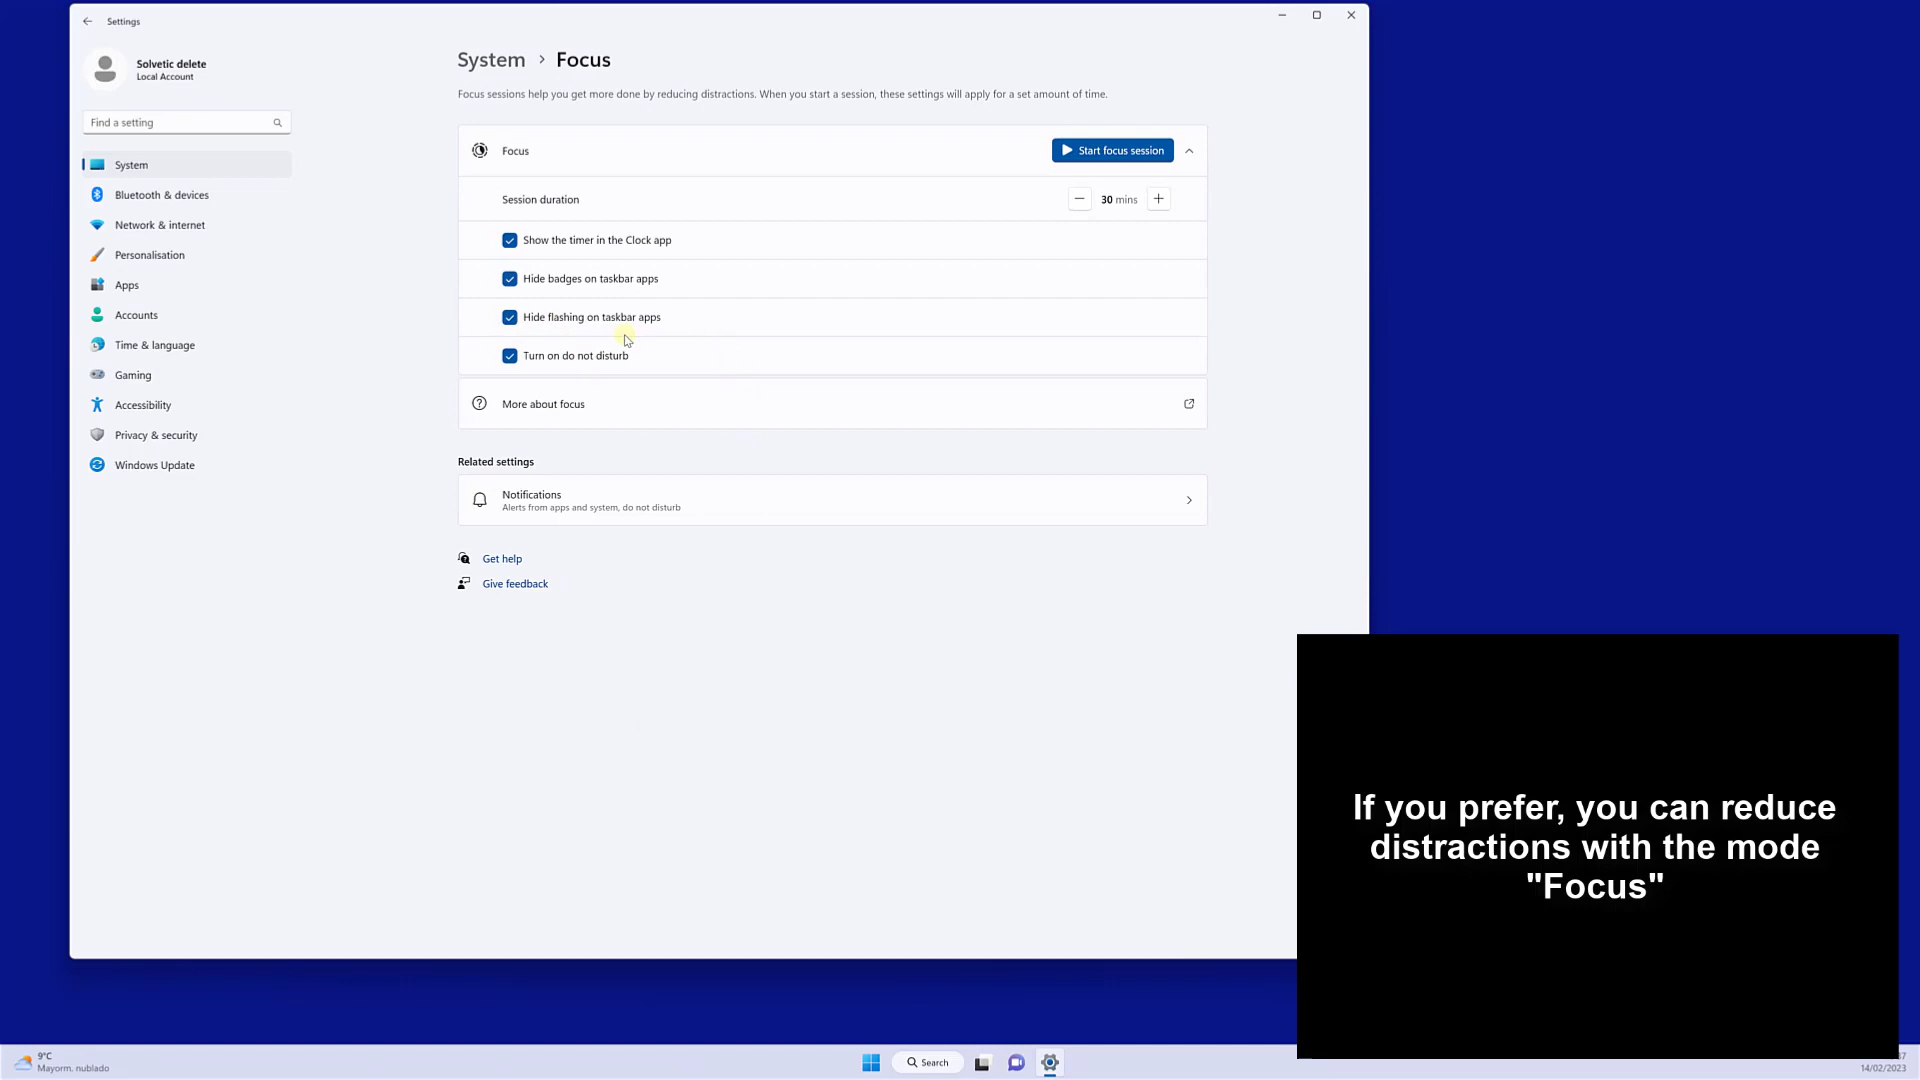 Settings
Solvetic delete
Local Account
Find a setting
System
Bluetooth & devices
Network & internet
Personalisation
Apps
Accounts
Time & language
Gaming
Accessibility
Privacy & security
Windows Update
System > Focus
Focus sessions help you get more done by reducing distractions. When you start a session, these settings will apply for a set amount of time.
Focus
Start focus session
Session duration
30 mins
Show the timer in the Clock app
Hide badges on taskbar apps
Hide flashing on taskbar apps
Turn on do not disturb
More about focus
Related settings
Notifications
Alerts from apps and system, do not disturb
Get help
Give feedback
If you prefer, you can reduce
distractions with the mode
"Focus"
9°C
Mayorm. nublado
Search
14/02/2023